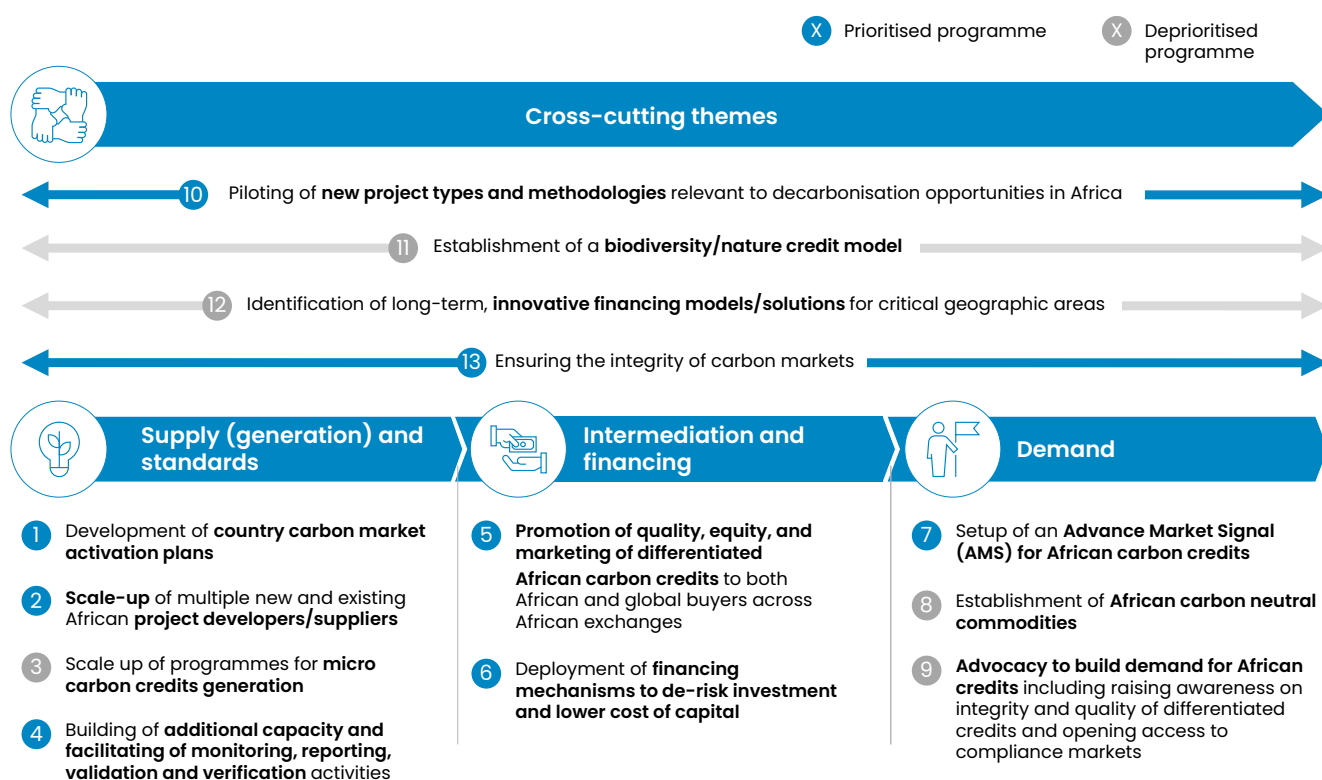 X Prioritised programme
X Deprioritised
programme
Cross-cutting themes
10 Piloting of new project types and methodologies relevant to decarbonisation opportunities in Africa
11 Establishment of a biodiversity/nature credit model
12 Identification of long-term, innovative financing models/solutions for critical geographic areas
13 Ensuring the integrity of carbon markets
Supply (generation) and
standards
1 Development of country carbon market
activation plans
2 Scale-up of multiple new and existing
African project developers/suppliers
3 Scale up of programmes for micro
carbon credits generation
4 Building of additional capacity and
facilitating of monitoring, reporting,
validation and verification activities
Intermediation and
financing
5 Promotion of quality, equity, and
marketing of differentiated
African carbon credits to both
African and global buyers across
African exchanges
6 Deployment of financing
mechanisms to de-risk investment
and lower cost of capital
Demand
7 Setup of an Advance Market Signal
(AMS) for African carbon credits
8 Establishment of African carbon neutral
commodities
9 Advocacy to build demand for African
credits including raising awareness on
integrity and quality of differentiated
credits and opening access to
compliance markets